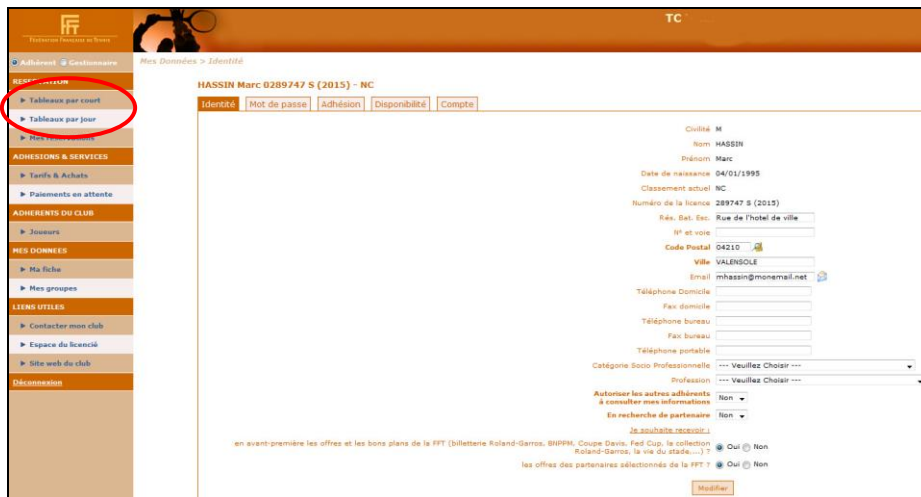 FFT
FÉDÉRATION FRANÇAISE DE TENNIS
TC
Adhérent Gestionnaire
Mes Données > Identité
HASSIN Marc 0289747 S (2015) - NC
Identité Mot de passe Adhésion Disponibilité Compte
Tableaux par court
Tableaux par jour
Mes réservations
ADHESIONS & SERVICES
Tarifs & Achats
Paiements en attente
ADHERENTS DU CLUB
Joueurs
MES DONNEES
Ma fiche
Mes groupes
LIENS UTILES
Contacter mon club
Espace du licencié
Site web du club
Déconnexion
Civilité M
Nom HASSIN
Prénom Marc
Date de naissance 04/01/1995
Classement actuel NC
Numéro de la licence 289747 S (2015)
Rés. Bat. Esc. Rue de l'hotel de ville
N° et voie
Code Postal 04210
Ville VALENSOLE
Email mhassin@monemail.net
Téléphone Domicile
Fax domicile
Téléphone bureau
Fax bureau
Téléphone portable
Catégorie Socio Professionnelle --- Veuillez Choisir ---
Profession --- Veuillez Choisir ---
Autoriser les autres adhérents
à consulter mes informations Non
En recherche de partenaire Non
Je souhaite recevoir :
en avant-première les offres et les bons plans de la FFT (billetterie Roland-Garros, BNPPM, Coupe Davis, Fed Cup, la collection
Roland-Garros, la vie du stade,...) ? Oui Non
les offres des partenaires sélectionnés de la FFT ? Oui Non
Modifier